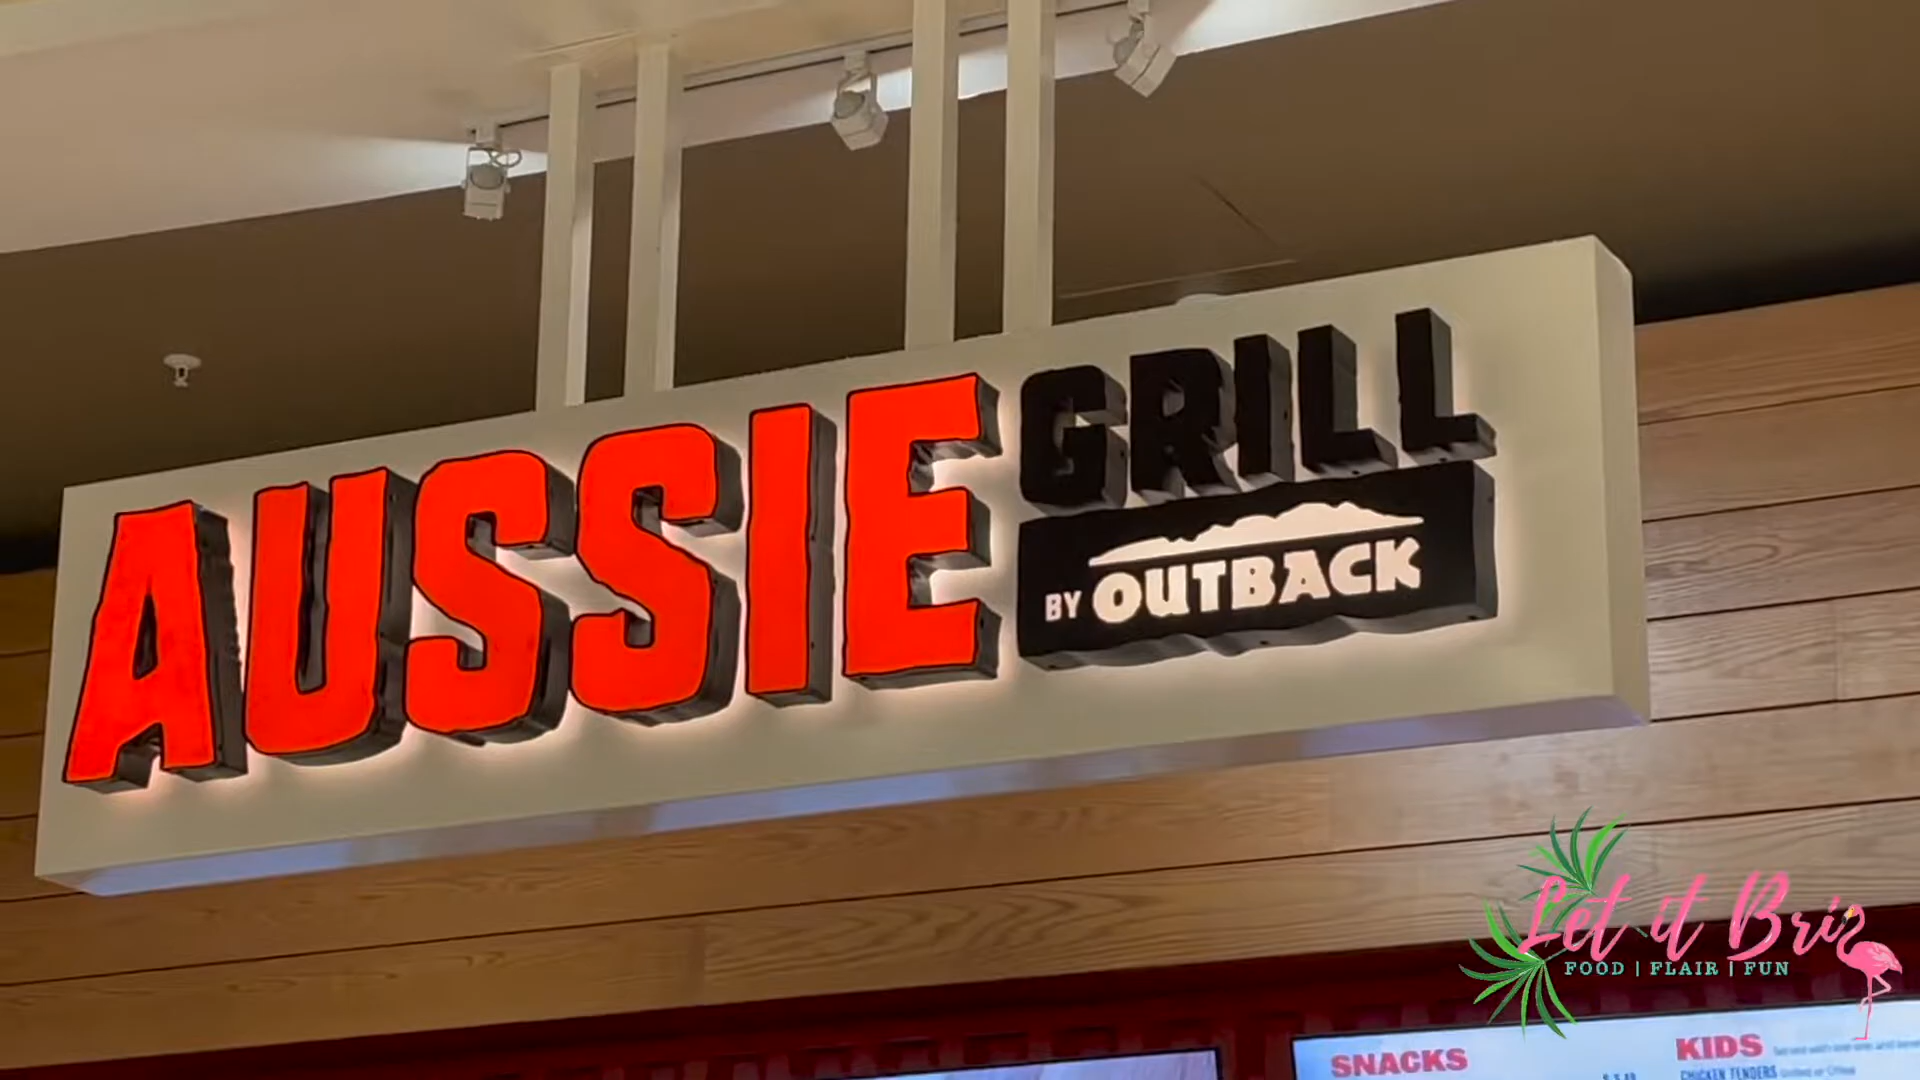 AUSSIE
GRILL
BY OUTBACK
Let it Briz
FOOD | FLAIR | FUN
SNACKS
KIDS
CHICKEN TENDERS